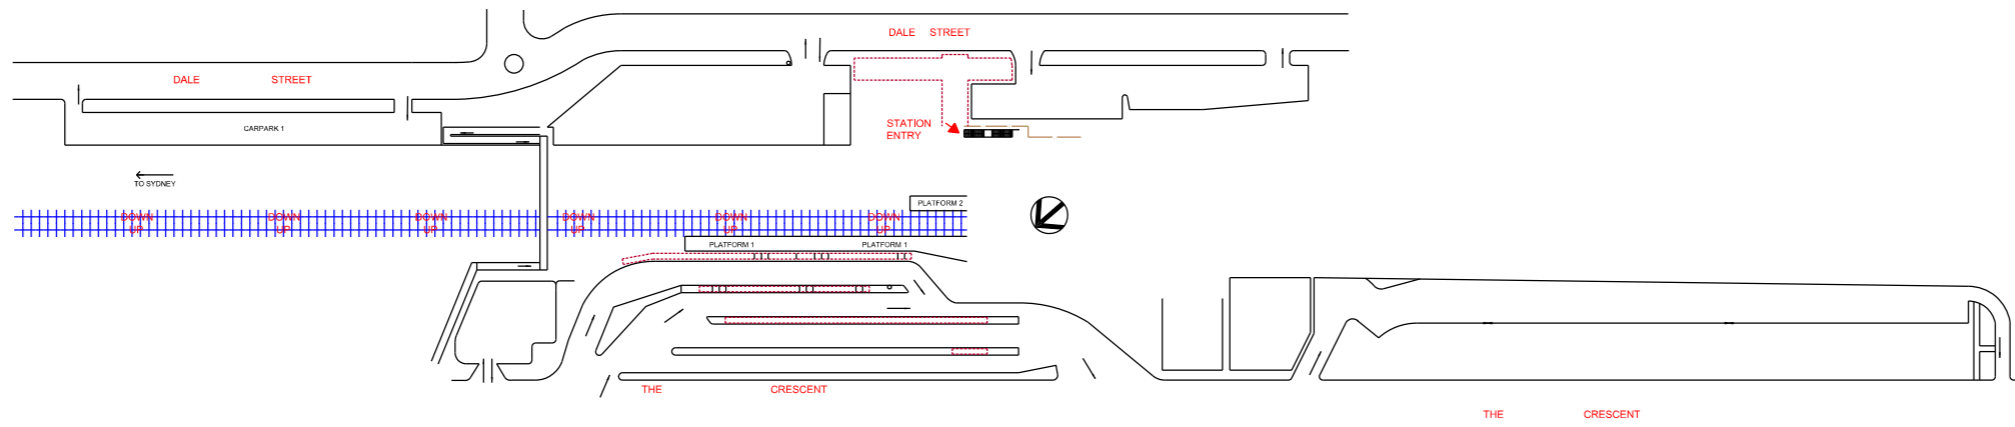 DALE STREET
DALE STREET
CARPARK 1
STATION
ENTRY
TO SYDNEY
PLATFORM 2
DOWN DOWN DOWN DOWN DOWN DOWN
UP UP UP UP UP UP
PLATFORM 1 PLATFORM 1
THE CRESCENT
THE CRESCENT